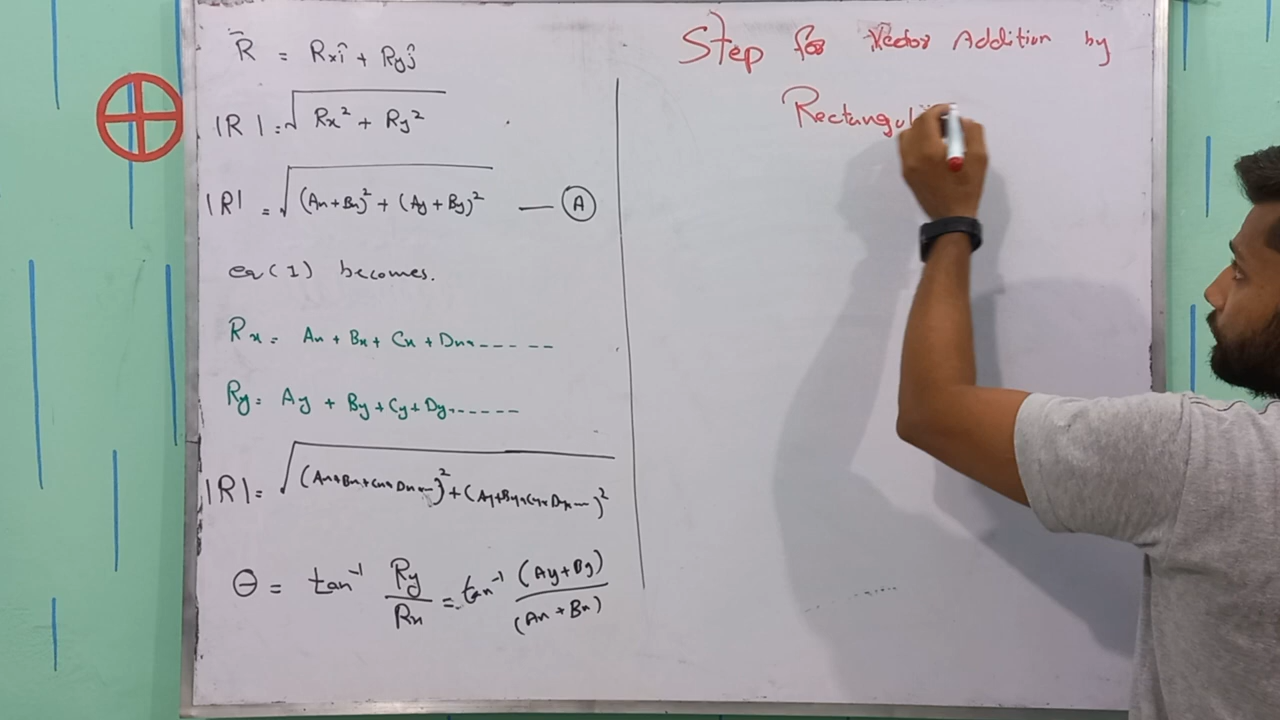 R̄ = Rxî + Ryĵ
|R| = √(Rx² + Ry²)
|R| = √((Ax+Bx)² + (Ay+By)²) — (A)
eq(1) becomes.
Rx = Ax + Bx + Cx + Dx+-----
Ry = Ay + By + Cy + Dy+-----
|R| = √((Ax+Bx+Cx+Dx+---)² + (Ay+By+Cy+Dy+---)²)
θ = tan⁻¹ Ry/Rx = tan⁻¹ (Ay+By)/(Ax+Bx)
Step for Vector Addition by
Rectangul